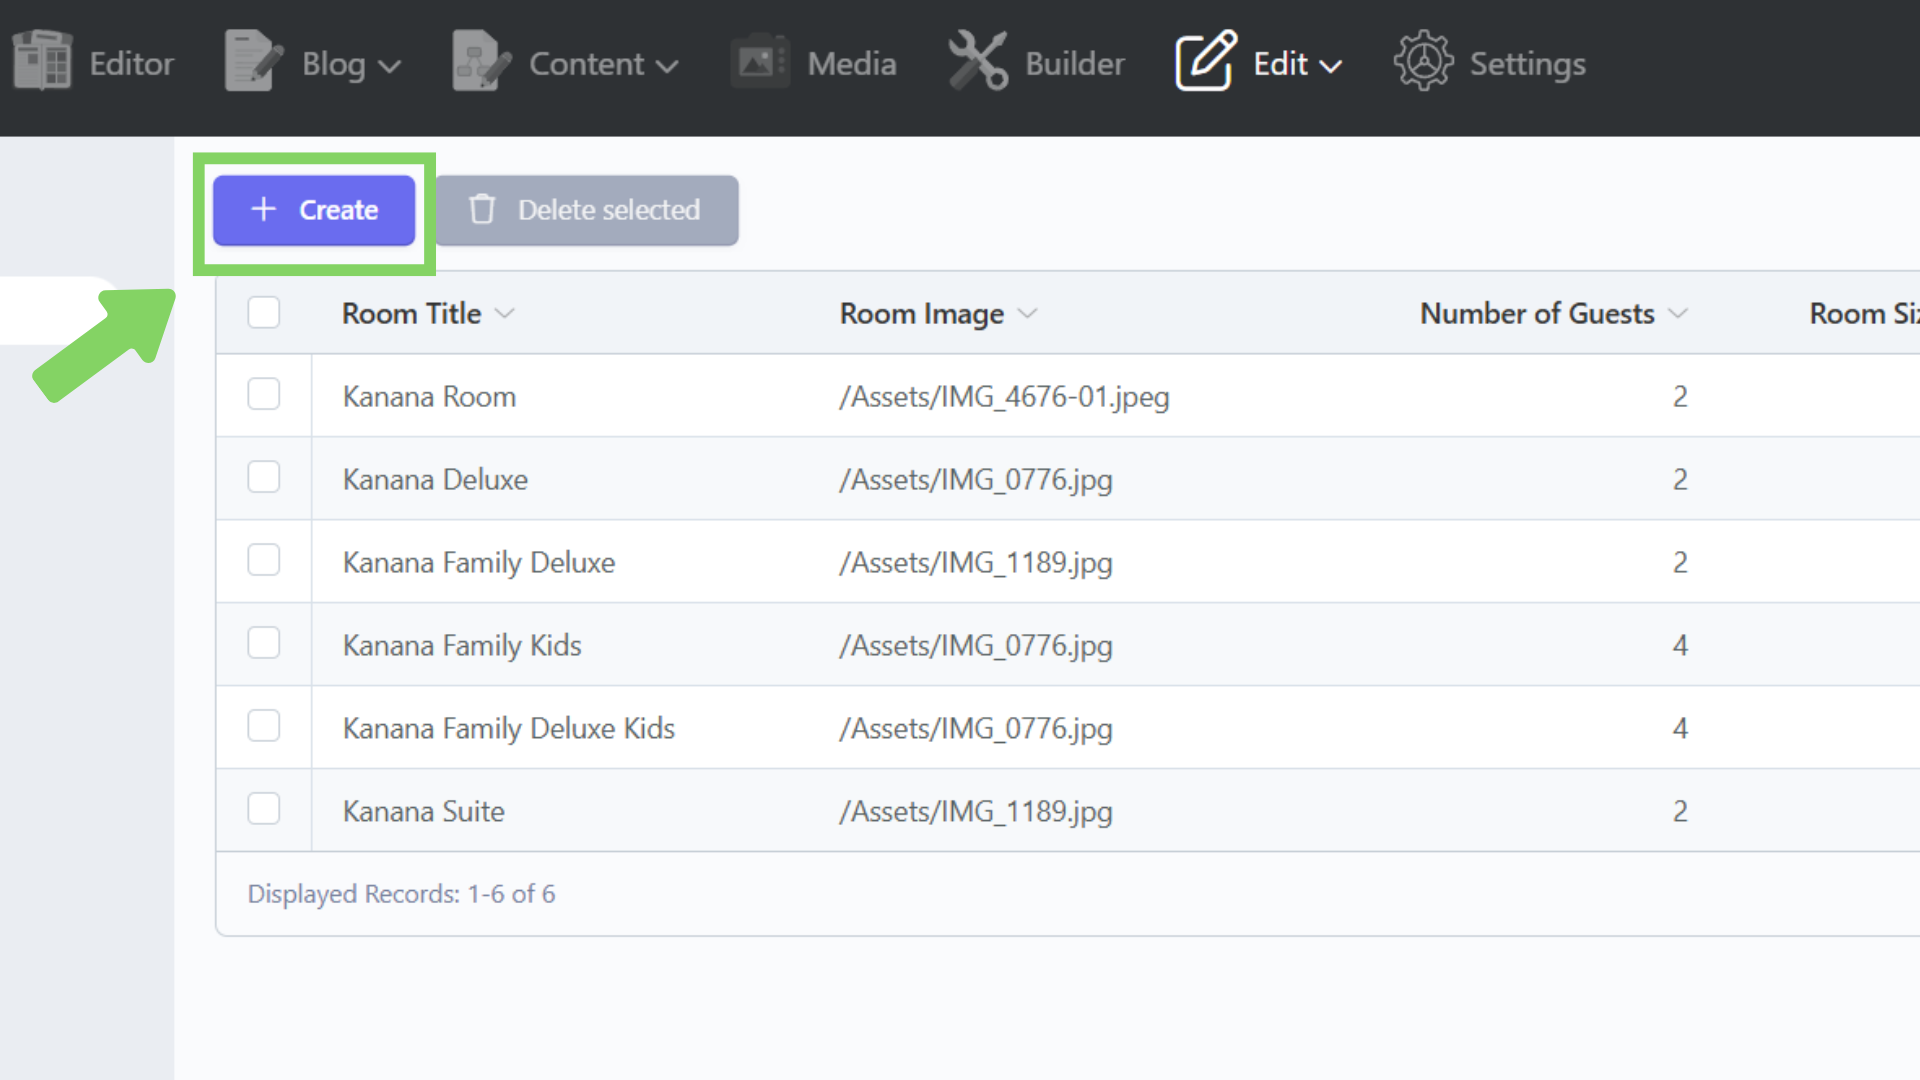 Editor Blog Content Media Builder Edit Settings
+ Create Delete selected
Room Title Room Image Number of Guests Room Siz
Kanana Room /Assets/IMG_4676-01.jpeg 2
Kanana Deluxe /Assets/IMG_0776.jpg 2
Kanana Family Deluxe /Assets/IMG_1189.jpg 2
Kanana Family Kids /Assets/IMG_0776.jpg 4
Kanana Family Deluxe Kids /Assets/IMG_0776.jpg 4
Kanana Suite /Assets/IMG_1189.jpg 2
Displayed Records: 1-6 of 6